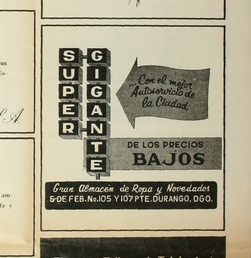 SUPER
GIGANTE
...Con el mejor
Autoservicio de
la Ciudad
DE LOS PRECIOS
BAJOS
Gran Almacén de Ropa y Novedades
5 DE FEB. No. 105 Y 107 PTE. DURANGO, DGO.